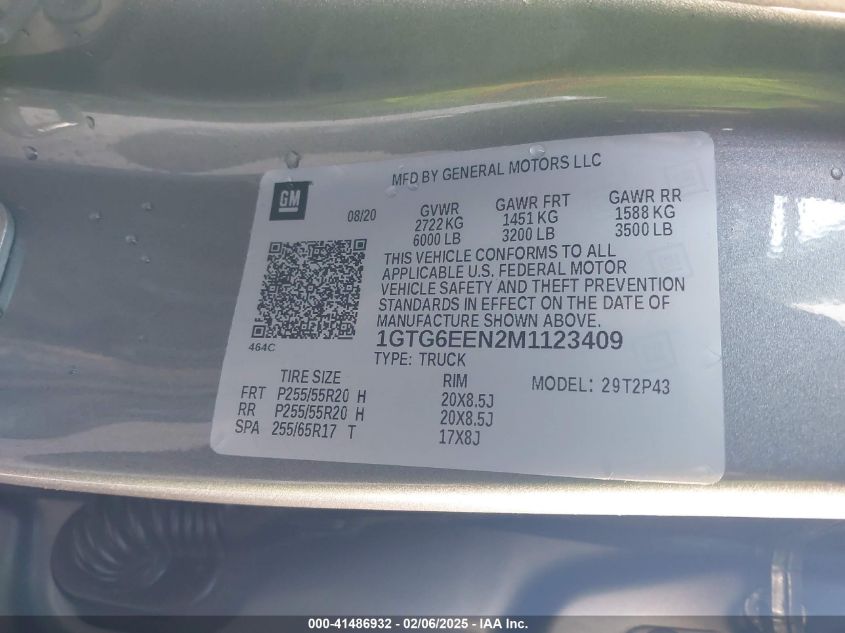 MFD BY GENERAL MOTORS LLC
GM
08/20
GVWR GAWR FRT GAWR RR
2722 KG 1451 KG 1588 KG
6000 LB 3200 LB 3500 LB
THIS VEHICLE CONFORMS TO ALL
APPLICABLE U.S. FEDERAL MOTOR
VEHICLE SAFETY AND THEFT PREVENTION
STANDARDS IN EFFECT ON THE DATE OF
MANUFACTURE SHOWN ABOVE.
464C
1GTG6EEN2M1123409
TYPE: TRUCK
TIRE SIZE RIM MODEL: 29T2P43
FRT P255/55R20 H 20X8.5J
RR P255/55R20 H 20X8.5J
SPA 255/65R17 T 17X8J
000-41486932 - 02/06/2025 - Copyright © 2025 IAA, Inc.